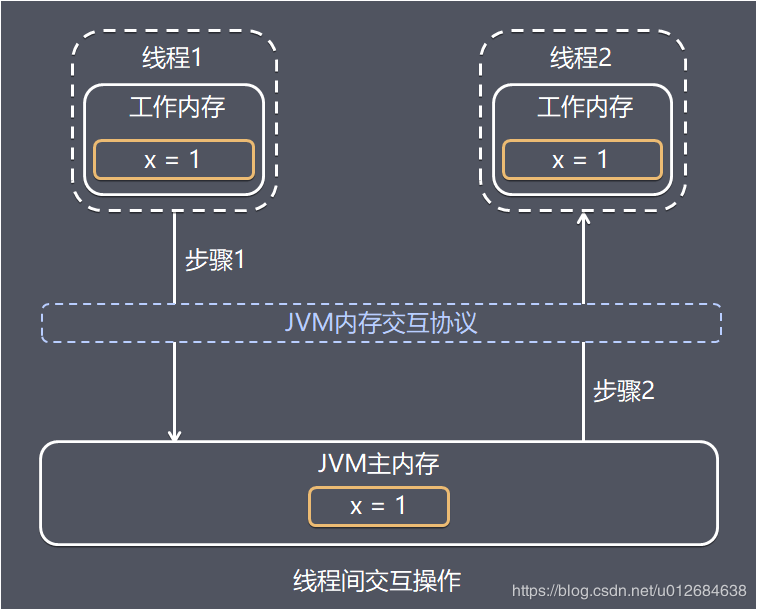 线程1
线程2
工作内存
工作内存
x = 1
x = 1
步骤1
JVM内存交互协议
步骤2
JVM主内存
x = 1
线程间交互操作
https://blog.csdn.net/u012684638